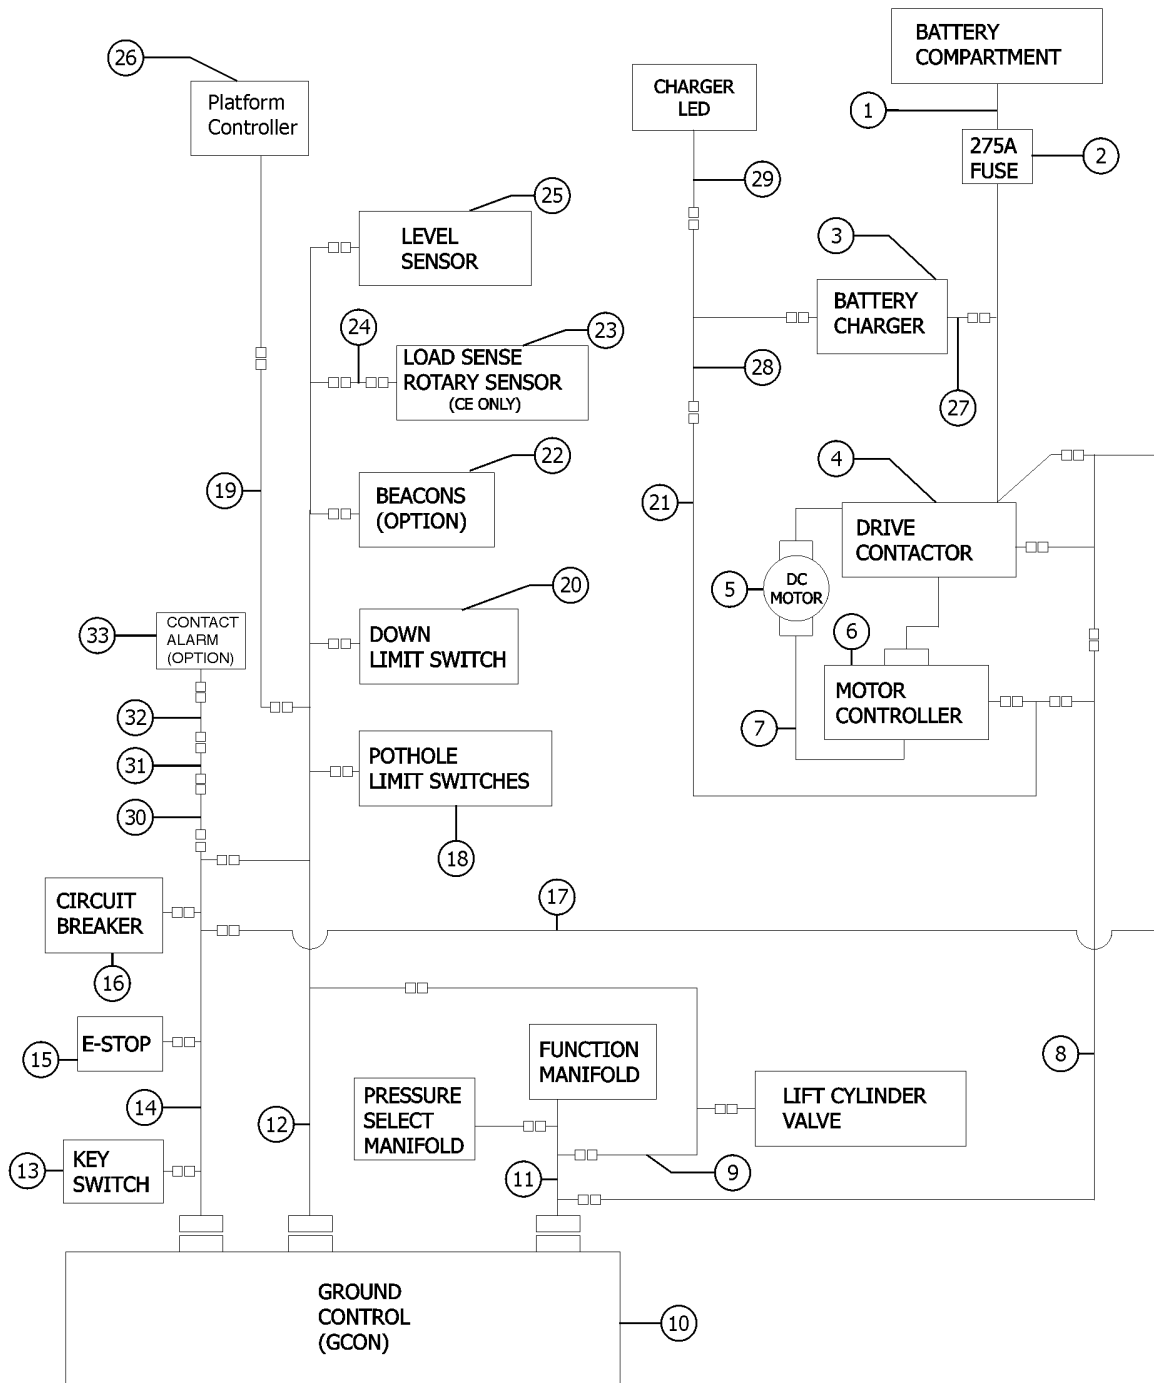 BATTERY
COMPARTMENT
26
Platform
Controller
CHARGER
LED
1
275A
FUSE
2
29
25
LEVEL
SENSOR
3
BATTERY
CHARGER
24
23
LOAD SENSE
ROTARY SENSOR
(CE ONLY)
28
27
22
BEACONS
(OPTION)
19
21
4
DRIVE
CONTACTOR
5
DC
MOTOR
20
DOWN
LIMIT SWITCH
6
MOTOR
CONTROLLER
33
CONTACT
ALARM
(OPTION)
32
31
30
7
POTHOLE
LIMIT SWITCHES
18
CIRCUIT
BREAKER
16
17
E-STOP
15
14
12
FUNCTION
MANIFOLD
8
PRESSURE
SELECT
MANIFOLD
LIFT CYLINDER
VALVE
13
KEY
SWITCH
11
9
GROUND
CONTROL
(GCON)
10